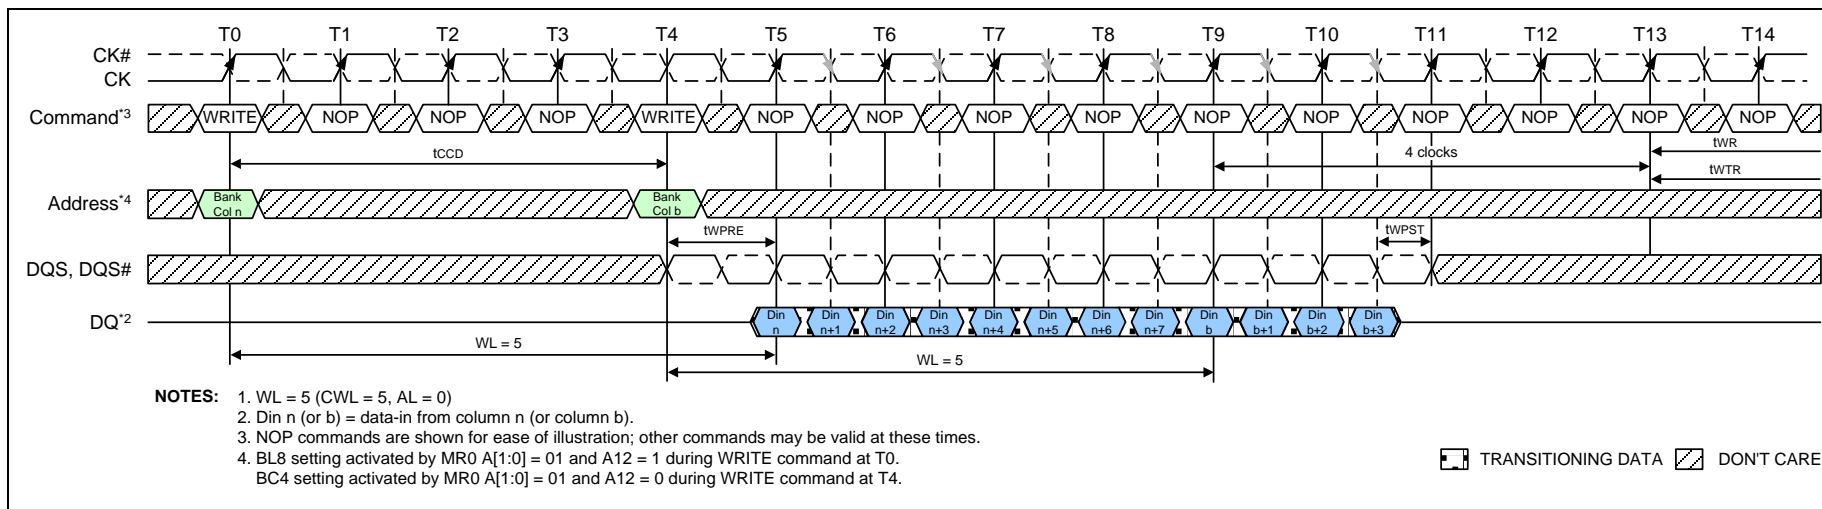 T0 T1 T2 T3 T4 T5 T6 T7 T8 T9 T10 T11 T12 T13 T14
CK#
CK
Command*3 WRITE NOP NOP NOP WRITE NOP NOP NOP NOP NOP NOP NOP NOP NOP NOP
tCCD 4 clocks tWR
tWTR
Address*4 Bank Col n Bank Col b
tWPRE tWPST
DQS, DQS#
DQ*2 Din n Din n+1 Din n+2 Din n+3 Din n+4 Din n+5 Din n+6 Din n+7 Din b Din b+1 Din b+2 Din b+3
WL = 5 WL = 5
NOTES: 1. WL = 5 (CWL = 5, AL = 0)
2. Din n (or b) = data-in from column n (or column b).
3. NOP commands are shown for ease of illustration; other commands may be valid at these times.
4. BL8 setting activated by MR0 A[1:0] = 01 and A12 = 1 during WRITE command at T0.
BC4 setting activated by MR0 A[1:0] = 01 and A12 = 0 during WRITE command at T4.
TRANSITIONING DATA DON'T CARE